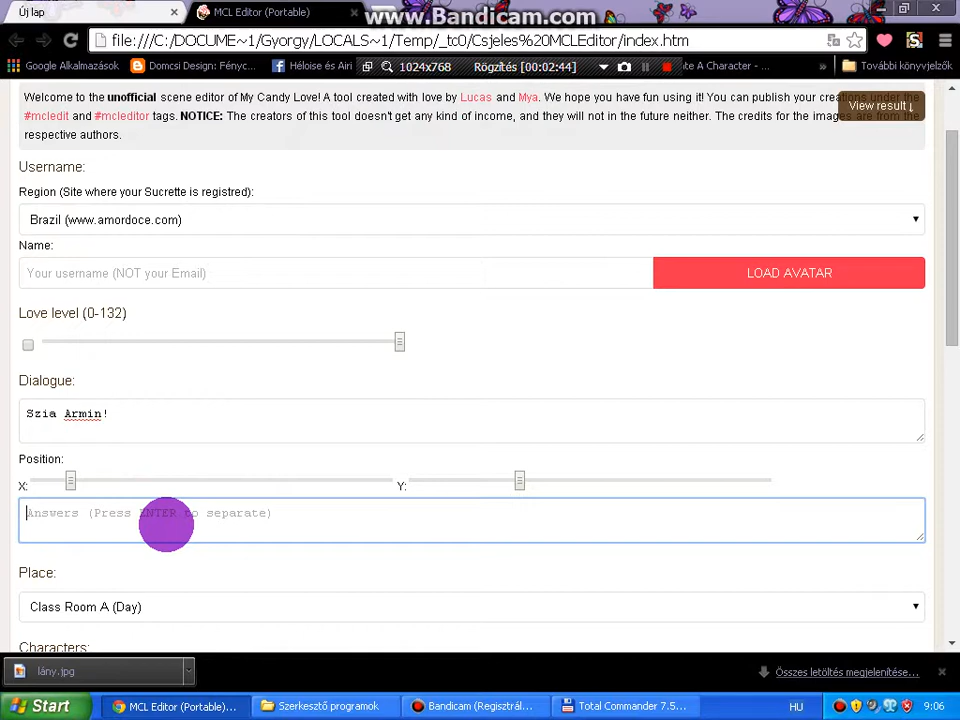 Új lap
MCL Editor (Portable)
www.Bandicam.com
file:///C:/DOCUME~1/Gyorgy/LOCALS~1/Temp/_tc0/Csjeles%20MCLEditor/index.htm
Google Alkalmazások
Domcsi Design: Fényc...
Héloise és Airi
1024x768
Rögzítés [00:02:44]
te A Character - ...
»
További könyvjelzők
Welcome to the unofficial scene editor of My Candy Love! A tool created with love by Lucas and Mya. We hope you have fun using it! You can publish your creations under the
#mcledit and #mcleditor tags. NOTICE: The creators of this tool doesn't get any kind of income, and they will not in the future neither. The credits for the images are from the
respective authors.
View result
Username:
Region (Site where your Sucrette is registred):
Brazil (www.amordoce.com)
Name:
Your username (NOT your Email)
LOAD AVATAR
Love level (0-132)
Dialogue:
Szia Armin!
Position:
X:
Y:
Answers (Press ENTER to separate)
Place:
Class Room A (Day)
Characters:
lány.jpg
Összes letöltés megjelenítése...
Start
MCL Editor (Portable)...
Szerkesztő programok
Bandicam (Regisztrál...
Total Commander 7.5...
HU
9:06